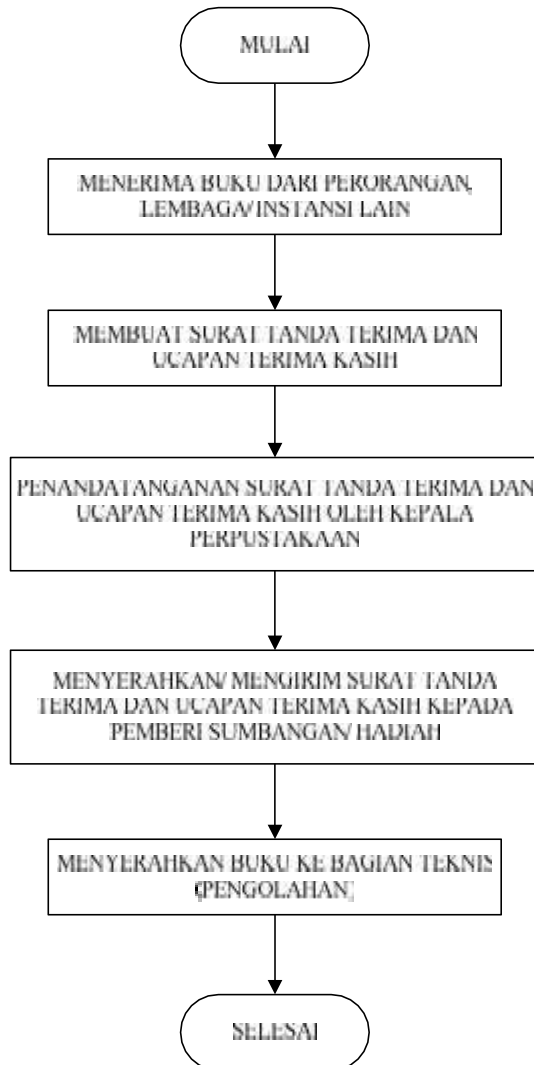 MULAI
MENERIMA BUKU DARI PERORANGAN,
LEMBAGA/INSTANSI LAIN
MEMBUAT SURAT TANDA TERIMA DAN
UCAPAN TERIMA KASIH
PENANDATANGANAN SURAT TANDA TERIMA DAN
UCAPAN TERIMA KASIH OLEH KEPALA
PERPUSTAKAAN
MENYERAHKAN/ MENGIRIM SURAT TANDA
TERIMA DAN UCAPAN TERIMA KASIH KEPADA
PEMBERI SUMBANGAN/ HADIAH
MENYERAHKAN BUKU KE BAGIAN TEKNIS
(PENGOLAHAN)
SELESAI